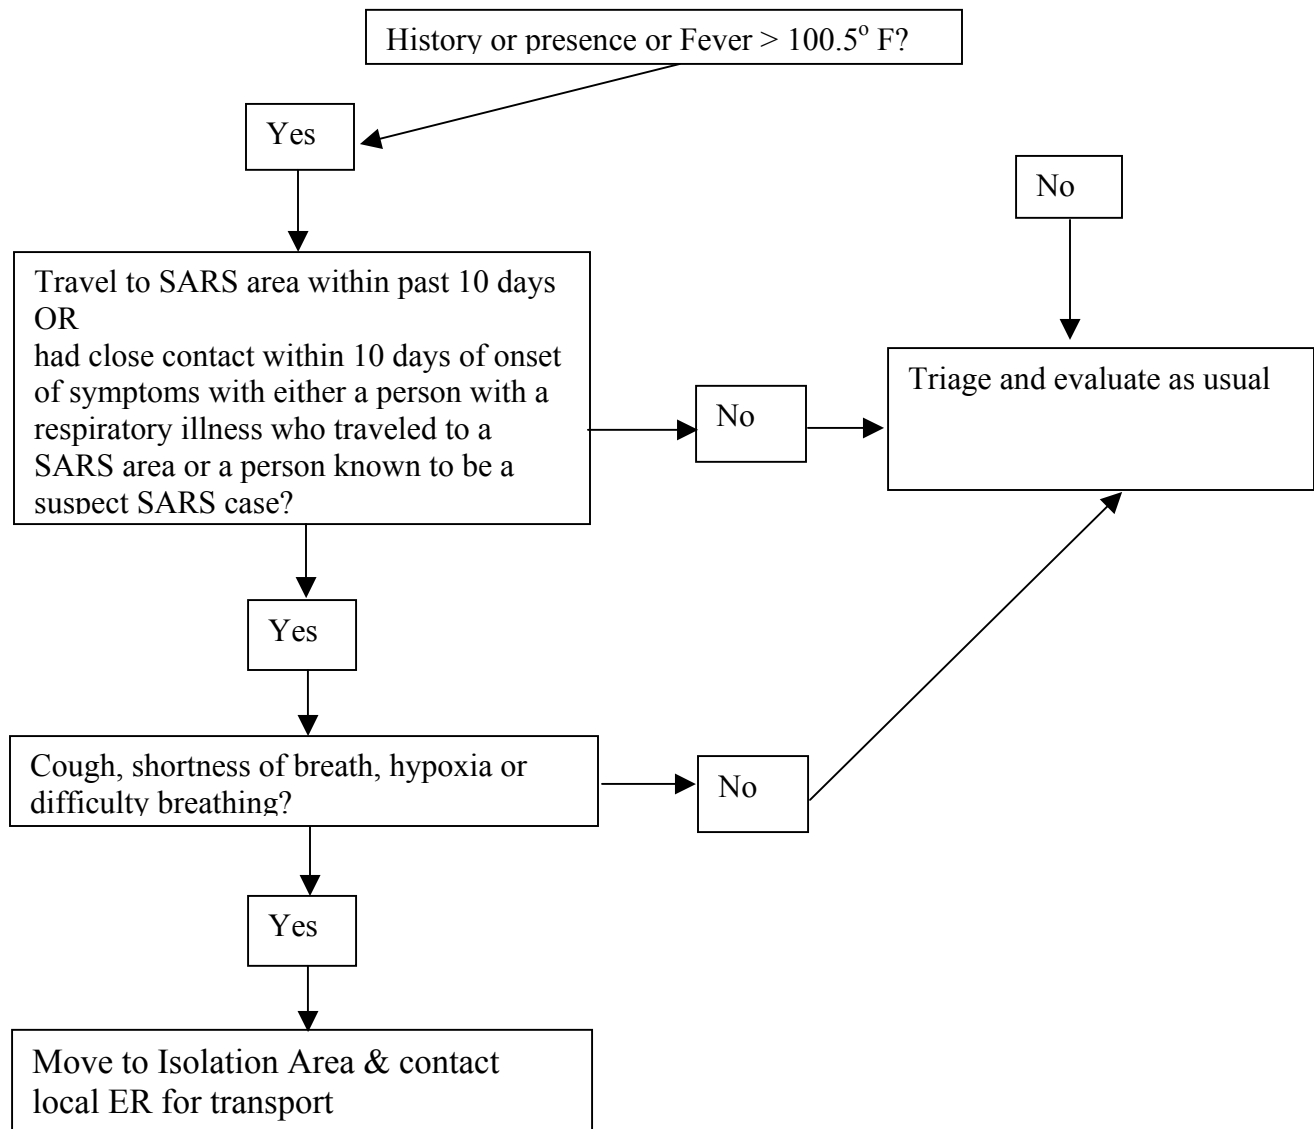 History or presence or Fever > 100.5o F?
Yes
No
Travel to SARS area within past 10 days
OR
had close contact within 10 days of onset
of symptoms with either a person with a
respiratory illness who traveled to a
SARS area or a person known to be a
suspect SARS case?
No
Triage and evaluate as usual
Yes
Cough, shortness of breath, hypoxia or
difficulty breathing?
No
Yes
Move to Isolation Area & contact
local ER for transport